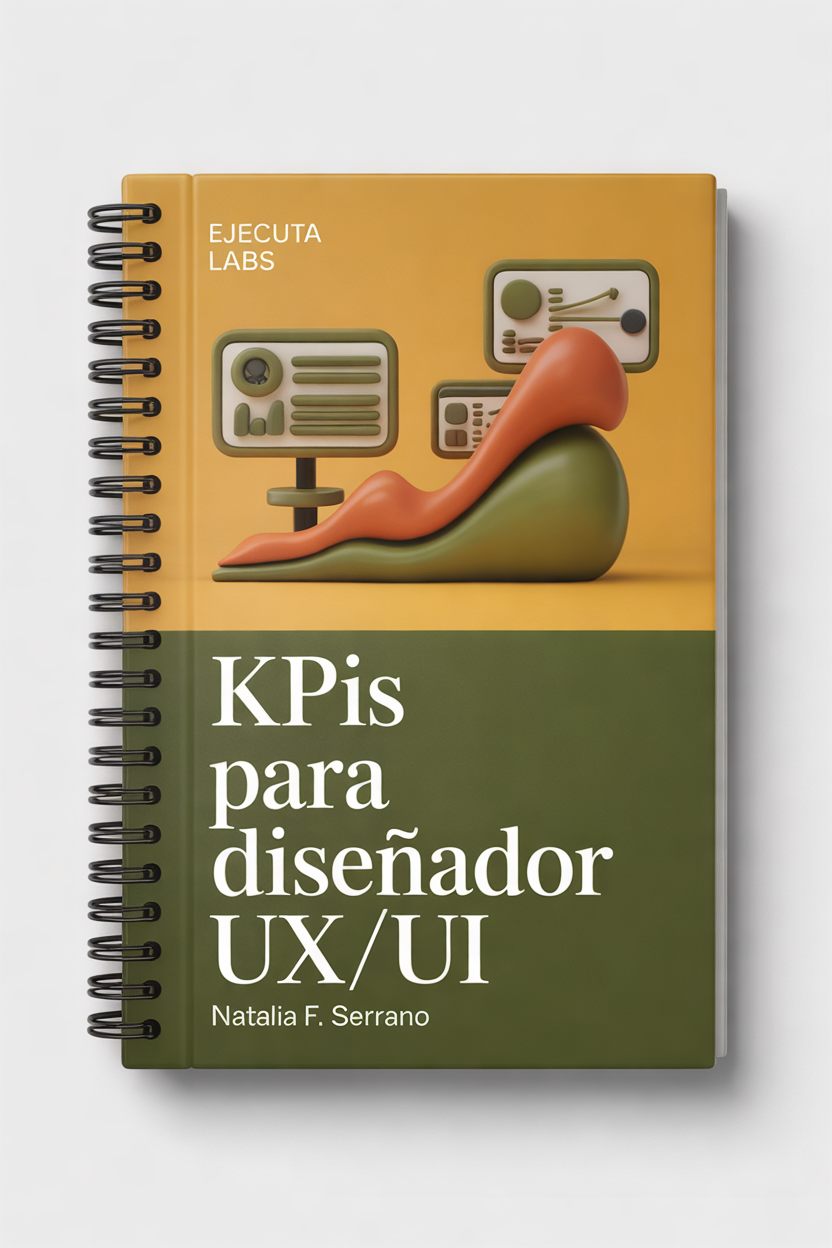 EJECUTA
LABS
KPis
para
diseñador
UX/UI
Natalia F. Serrano